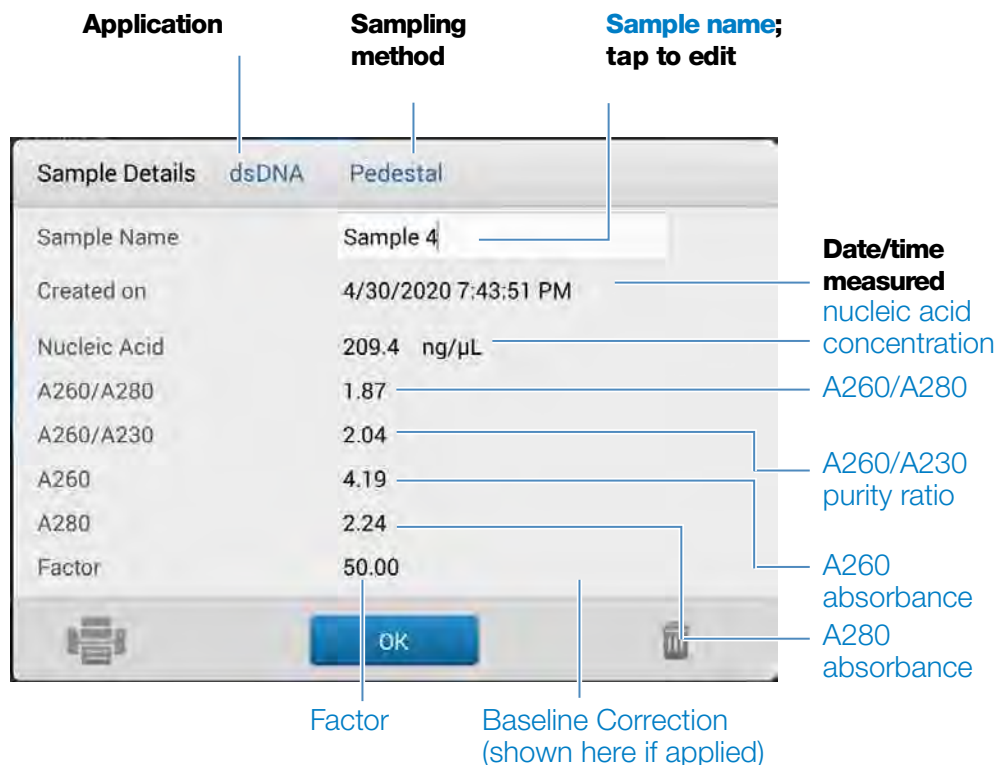 Application
Sampling
method
Sample name;
tap to edit
Sample Details dsDNA Pedestal
Sample Name Sample 4
Created on 4/30/2020 7:43:51 PM
Nucleic Acid 209.4 ng/µL
A260/A280 1.87
A260/A230 2.04
A260 4.19
A280 2.24
Factor 50.00
OK
Date/time
measured
nucleic acid
concentration
A260/A280
A260/A230
purity ratio
A260
absorbance
A280
absorbance
Factor
Baseline Correction
(shown here if applied)